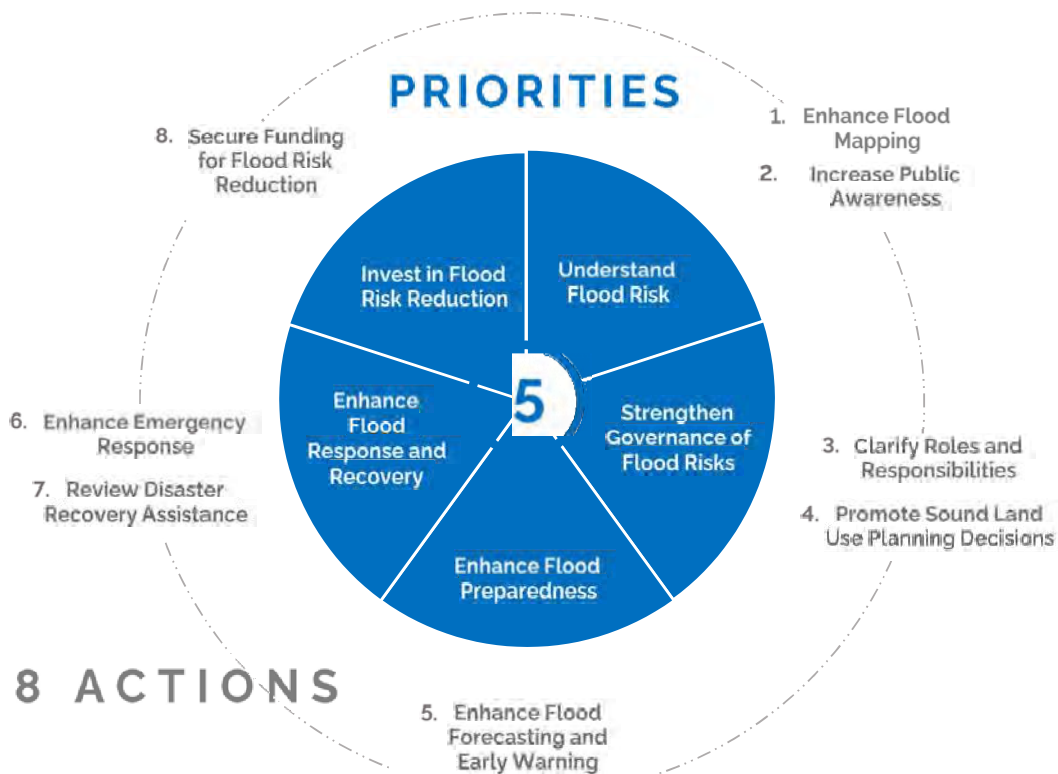 PRIORITIES
1. Enhance Flood
Mapping
2. Increase Public
Awareness
8. Secure Funding
for Flood Risk
Reduction
Invest in Flood
Risk Reduction
Understand
Flood Risk
5
Enhance
Flood
Response and
Recovery
Strengthen
Governance of
Flood Risks
6. Enhance Emergency
Response
7. Review Disaster
Recovery Assistance
3. Clarify Roles and
Responsibilities
4. Promote Sound Land
Use Planning Decisions
Enhance Flood
Preparedness
8 ACTIONS
5. Enhance Flood
Forecasting and
Early Warning